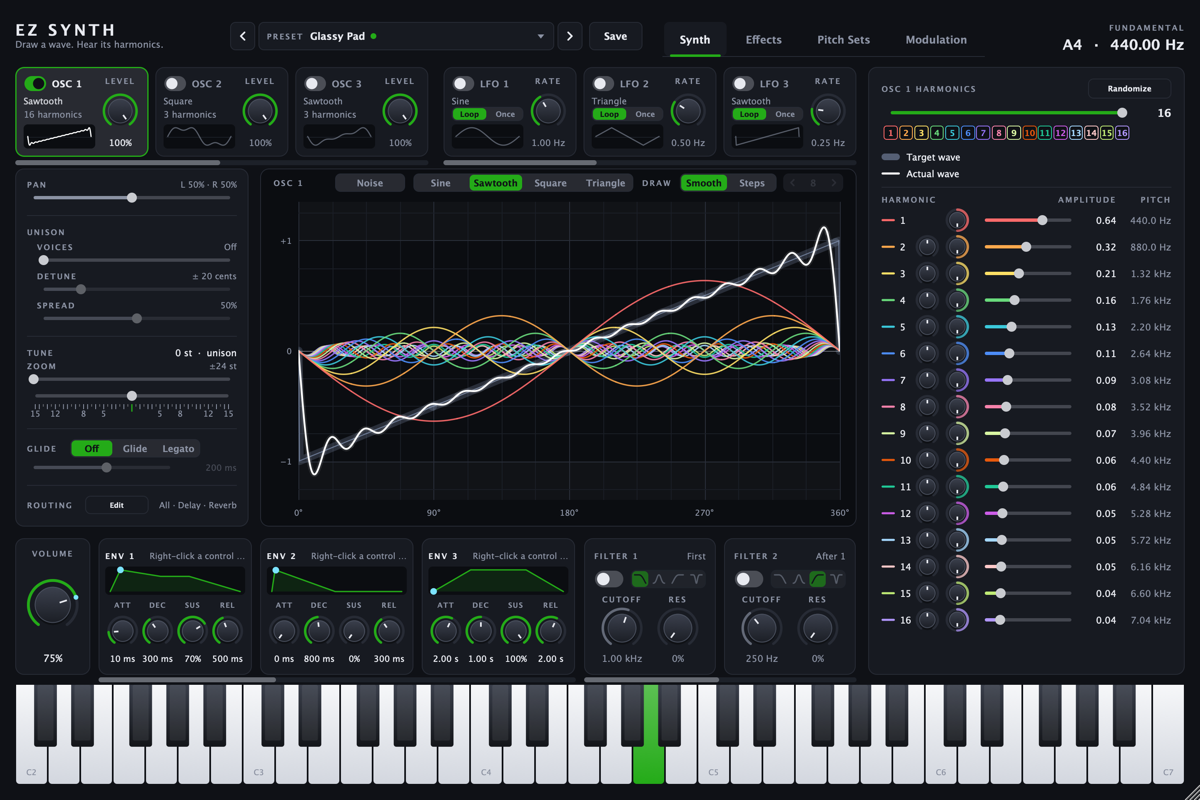 EZ SYNTH
Draw a wave. Hear its harmonics.
PRESET Glassy Pad
Save
Synth
Effects
Pitch Sets
Modulation
FUNDAMENTAL
A4 · 440.00 Hz
OSC 1
LEVEL
Sawtooth
16 harmonics
100%
OSC 2
LEVEL
Square
3 harmonics
100%
OSC 3
LEVEL
Sawtooth
3 harmonics
100%
LFO 1
RATE
Sine
Loop Once
1.00 Hz
LFO 2
RATE
Triangle
Loop Once
0.50 Hz
LFO 3
RATE
Sawtooth
Loop Once
0.25 Hz
OSC 1 HARMONICS
Randomize
16
1 2 3 4 5 6 7 8 9 10 11 12 13 14 15 16
Target wave
Actual wave
HARMONIC AMPLITUDE PITCH
1 0.64 440.0 Hz
2 0.32 880.0 Hz
3 0.21 1.32 kHz
4 0.16 1.76 kHz
5 0.13 2.20 kHz
6 0.11 2.64 kHz
7 0.09 3.08 kHz
8 0.08 3.52 kHz
9 0.07 3.96 kHz
10 0.06 4.40 kHz
11 0.06 4.84 kHz
12 0.05 5.28 kHz
13 0.05 5.72 kHz
14 0.05 6.16 kHz
15 0.04 6.60 kHz
16 0.04 7.04 kHz
PAN L 50% · R 50%
UNISON
VOICES Off
DETUNE ± 20 cents
SPREAD 50%
TUNE 0 st · unison
ZOOM ±24 st
15 12 8 5 5 8 12 15
GLIDE Off Glide Legato
200 ms
ROUTING Edit All · Delay · Reverb
OSC 1 Noise Sine Sawtooth Square Triangle DRAW Smooth Steps 8
+1
0
−1
0° 90° 180° 270° 360°
VOLUME
75%
ENV 1 Right-click a control ...
ATT DEC SUS REL
10 ms 300 ms 70% 500 ms
ENV 2 Right-click a control ...
ATT DEC SUS REL
0 ms 800 ms 0% 300 ms
ENV 3 Right-click a control ...
ATT DEC SUS REL
2.00 s 1.00 s 100% 2.00 s
FILTER 1 First
CUTOFF RES
1.00 kHz 0%
FILTER 2 After 1
CUTOFF RES
250 Hz 0%
C2 C3 C4 C5 C6 C7